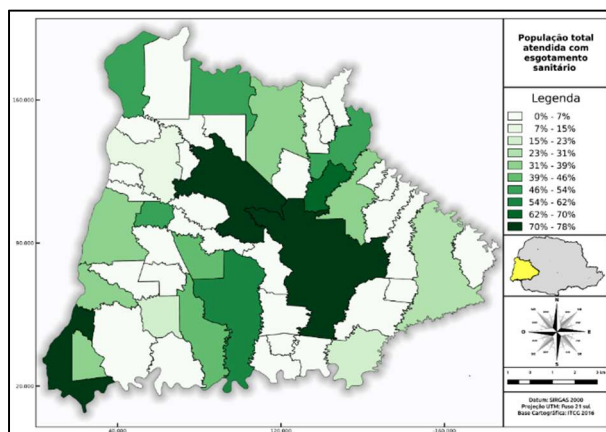 População total
atendida com
esgotamento
sanitário
Legenda
0% - 7%
7% - 15%
15% - 23%
23% - 31%
31% - 39%
39% - 46%
46% - 54%
54% - 62%
62% - 70%
70% - 78%
160.000
90.000
20.000
40.000
120.000
160.000
N
O
E
S
Datum: SIRGAS 2000
Projeção UTM: Fuso 21 sul.
Base Cartográfica: ITCG 2016